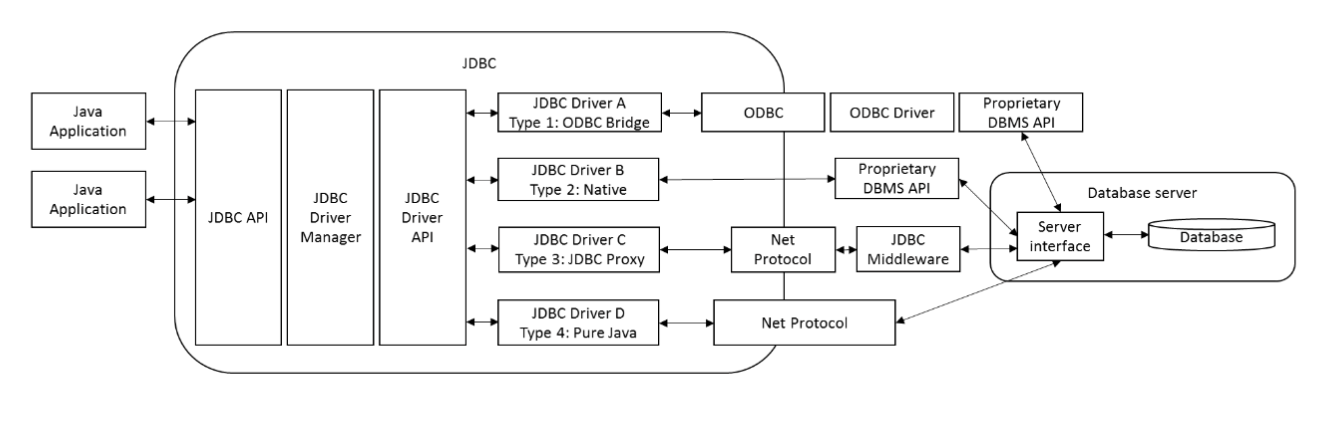 JDBC
Java
Application
Java
Application
JDBC API
JDBC
Driver
Manager
JDBC
Driver
API
JDBC Driver A
Type 1: ODBC Bridge
ODBC
ODBC Driver
Proprietary
DBMS API
JDBC Driver B
Type 2: Native
Proprietary
DBMS API
JDBC Driver C
Type 3: JDBC Proxy
Net
Protocol
JDBC
Middleware
JDBC Driver D
Type 4: Pure Java
Net Protocol
Database server
Server
interface
Database